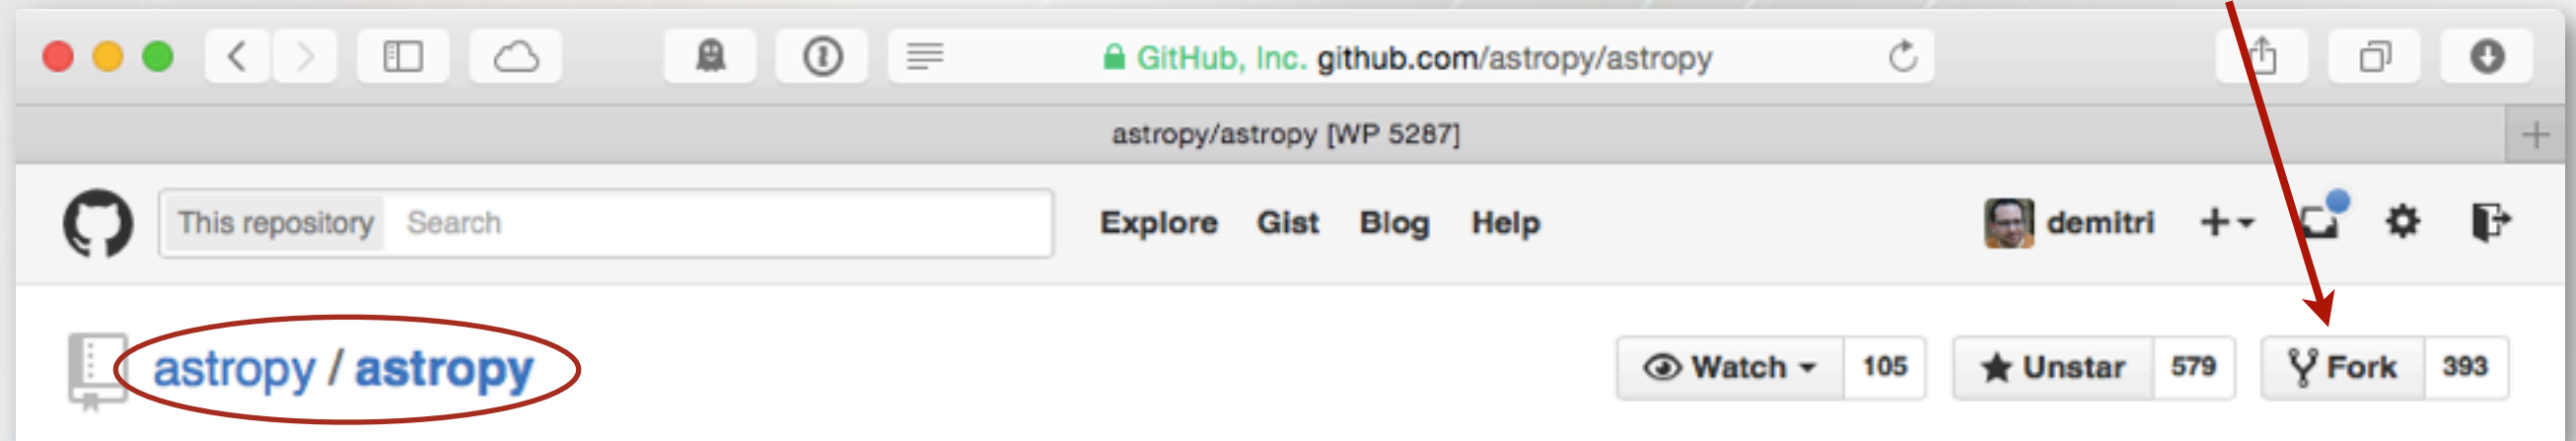 GitHub, Inc. github.com/astropy/astropy
astropy/astropy [WP 5287]
This repository Search Explore Gist Blog Help demitri
astropy / astropy Watch 105 Unstar 579 Fork 393